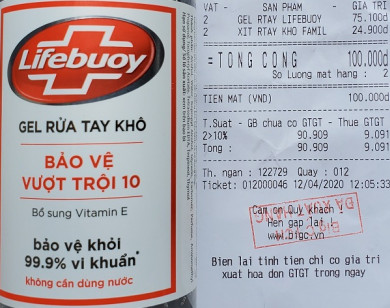 Lifebuoy
GEL RỬA TAY KHÔ
BẢO VỆ
VƯỢT TRỘI 10
Bổ sung Vitamin E
bảo vệ khỏi
99.9% vi khuẩn*
không cần dùng nước
VAT - SAN PHAM - GIA TRI
2 GEL RTAY LIFEBUOY 75.100đ
2 XIT RTAY KHO FAMIL 24.900đ
=TONG CONG 100.000đ
So Luong mat hang : 2
TIEN MAT (VND) 100.000đ
T.Suat - GB chua co GTGT - Thue GTGT
2>10% 90.909 9.091
Tong : 90.909 9.091
Th. ngan : 122729 Quay : 012
Ticket: 012000046 12/04/2020 12:05:33
Cam on Quy khach !
Hen gap lai !
www.bigc.vn
Bien lai tinh tien chi co gia tri
xuat hoa don GTGT trong ngay